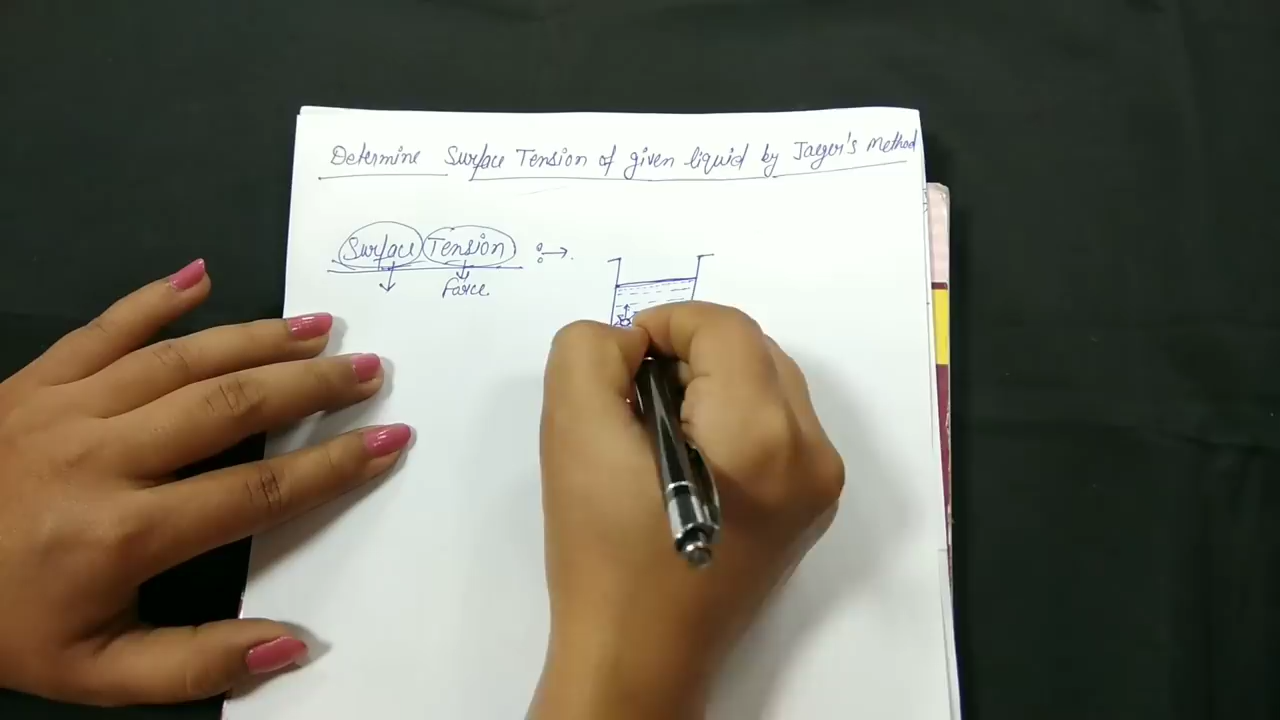 Determine Surface Tension of given liquid by Jaeger's Method
Surface Tension :→
Force